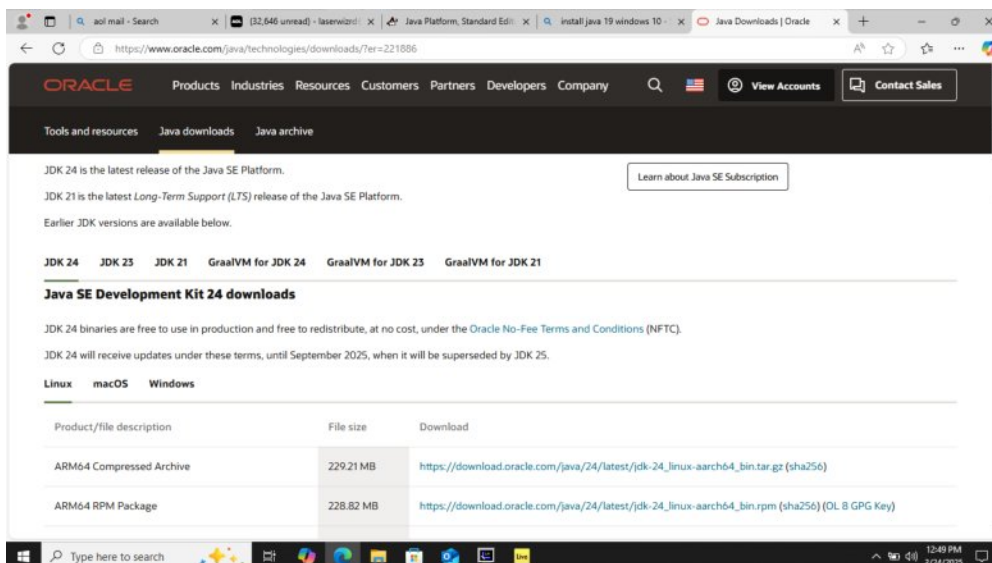 aol mail - Search
(32,646 unread) - laserwizrd
Java Platform, Standard Edit
install java 19 windows 10 -
Java Downloads | Oracle
https://www.oracle.com/java/technologies/downloads/?er=221886
ORACLE Products Industries Resources Customers Partners Developers Company View Accounts Contact Sales
Tools and resources Java downloads Java archive
JDK 24 is the latest release of the Java SE Platform.
Learn about Java SE Subscription
JDK 21 is the latest Long-Term Support (LTS) release of the Java SE Platform.
Earlier JDK versions are available below.
JDK 24 JDK 23 JDK 21 GraalVM for JDK 24 GraalVM for JDK 23 GraalVM for JDK 21
Java SE Development Kit 24 downloads
JDK 24 binaries are free to use in production and free to redistribute, at no cost, under the Oracle No-Fee Terms and Conditions (NFTC).
JDK 24 will receive updates under these terms, until September 2025, when it will be superseded by JDK 25.
Linux macOS Windows
Product/file description File size Download
ARM64 Compressed Archive 229.21 MB https://download.oracle.com/java/24/latest/jdk-24_linux-aarch64_bin.tar.gz (sha256)
ARM64 RPM Package 228.82 MB https://download.oracle.com/java/24/latest/jdk-24_linux-aarch64_bin.rpm (sha256) (OL 8 GPG Key)
Type here to search
Live
12:49 PM
3/24/2025